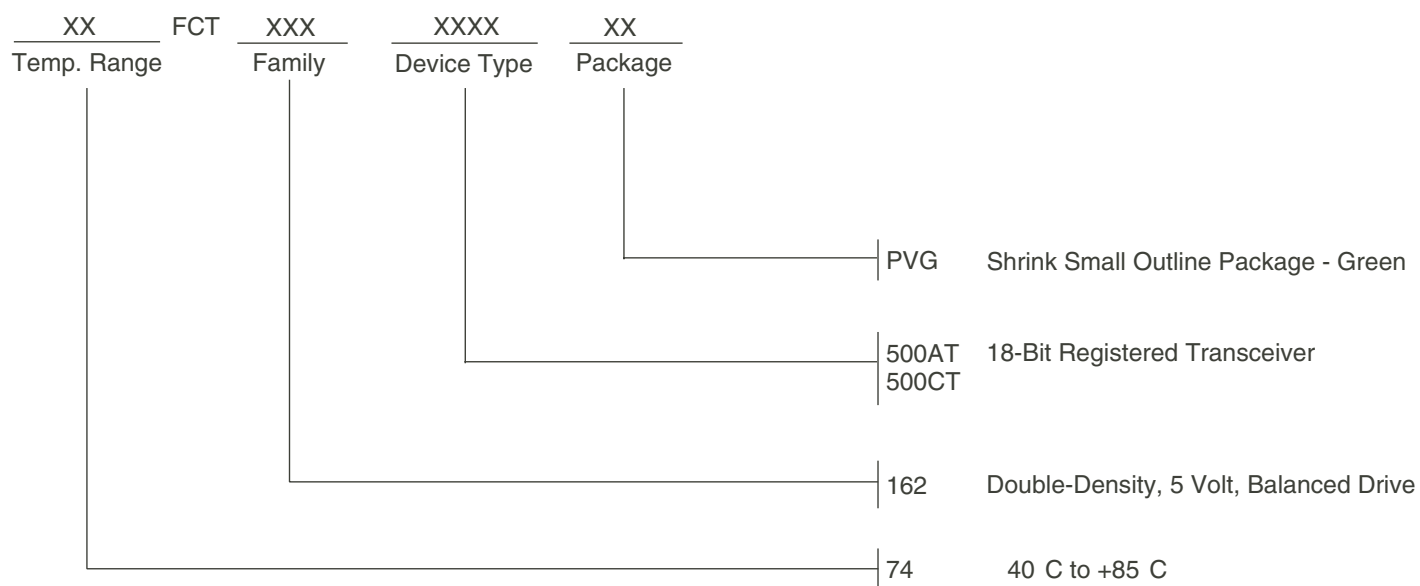 XX FCT XXX XXXX XX
Temp. Range Family Device Type Package
PVG Shrink Small Outline Package - Green
500AT 18-Bit Registered Transceiver
500CT
162 Double-Density, 5 Volt, Balanced Drive
74 40 C to +85 C